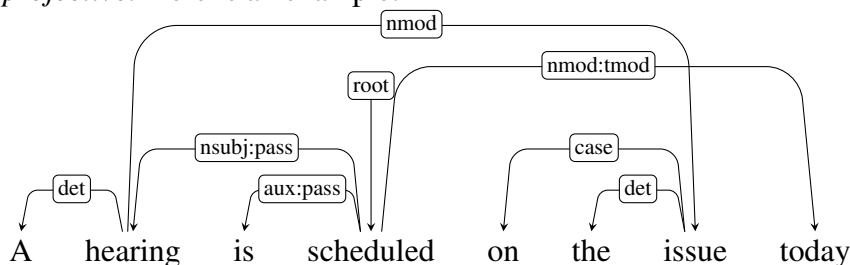 projective. Here is an example.
nmod
nmod:tmod
root
nsubj:pass case
det aux:pass det
A hearing is scheduled on the issue today